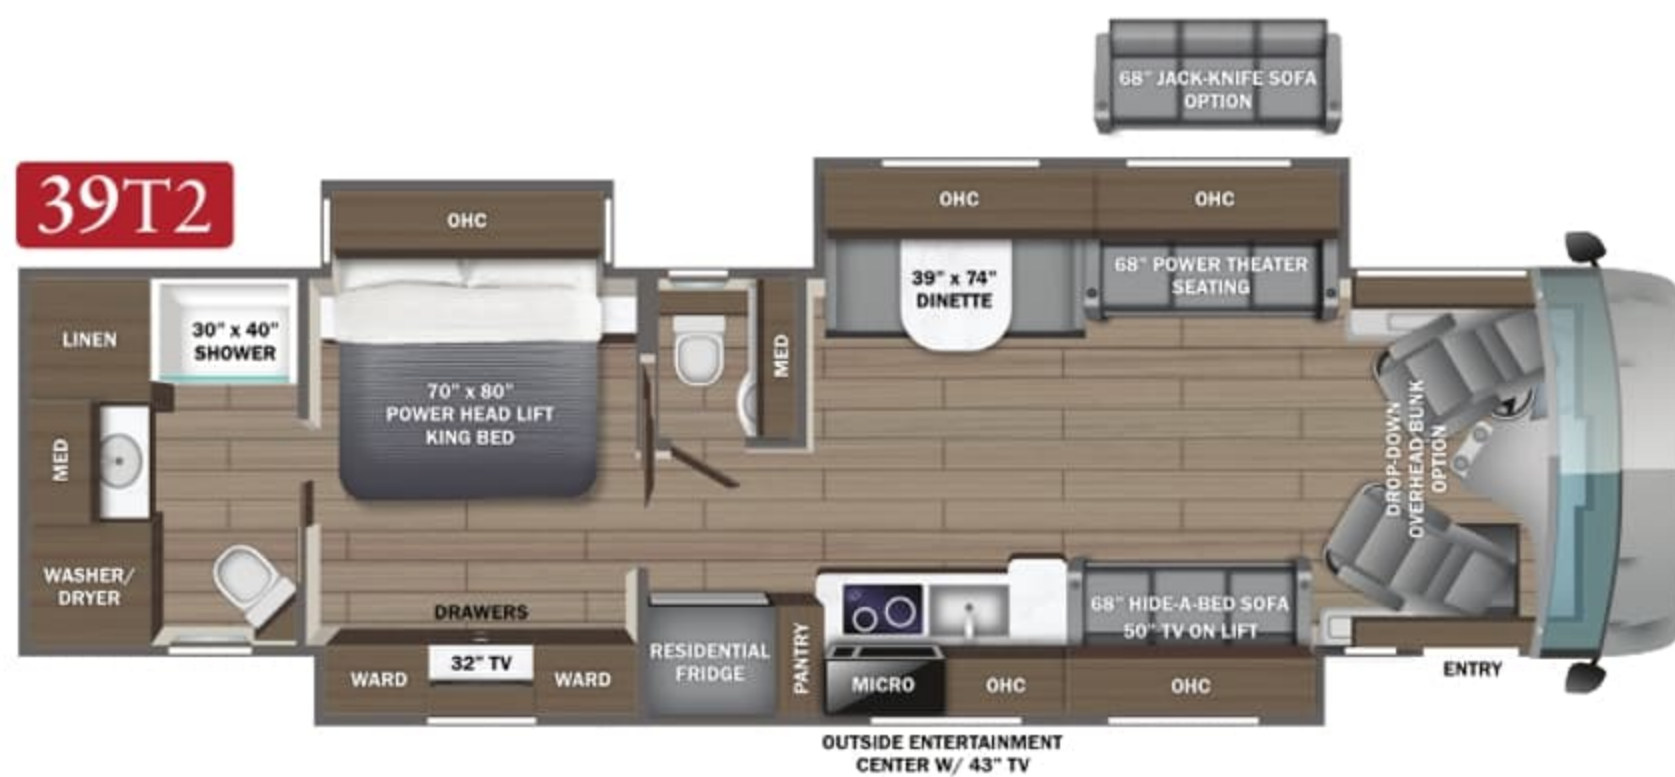 68" JACK-KNIFE SOFA
OPTION
39T2
OHC
OHC
OHC
LINEN
30" x 40"
SHOWER
39" x 74"
DINETTE
68" POWER THEATER
SEATING
MED
70" x 80"
POWER HEAD LIFT
KING BED
MED
DROP-DOWN
OVERHEAD BUNK
OPTION
WASHER/
DRYER
DRAWERS
68" HIDE-A-BED SOFA
50" TV ON LIFT
WARD
32" TV
WARD
RESIDENTIAL
FRIDGE
PANTRY
MICRO
OHC
OHC
ENTRY
OUTSIDE ENTERTAINMENT
CENTER W/ 43" TV